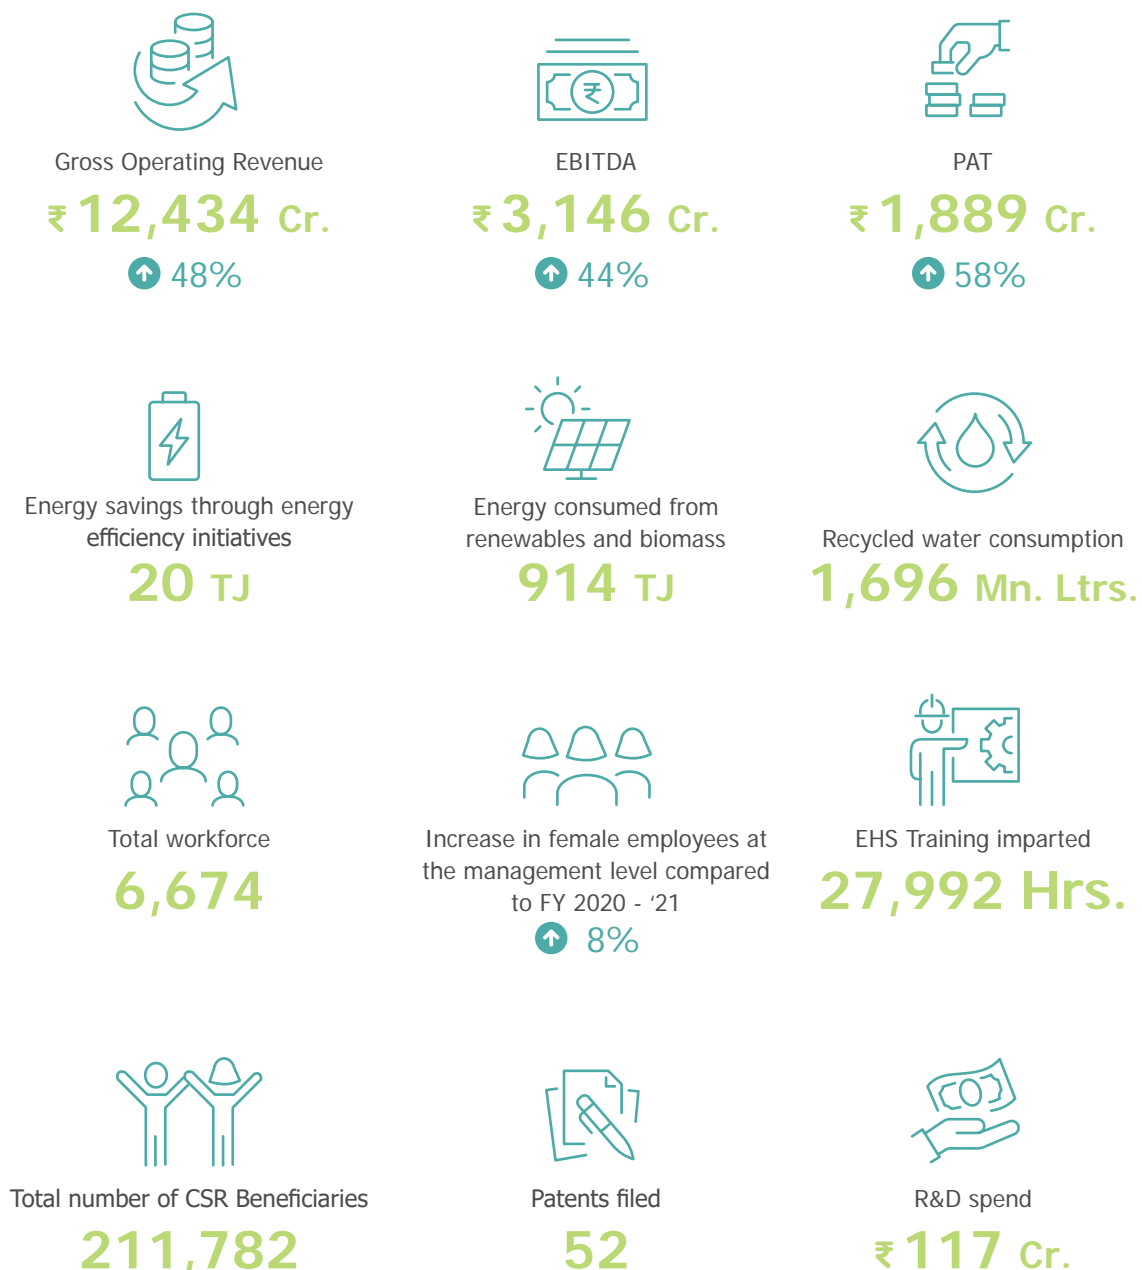 Gross Operating Revenue
₹ 12,434 Cr.
48%
EBITDA
₹ 3,146 Cr.
44%
PAT
₹ 1,889 Cr.
58%
Energy savings through energy
efficiency initiatives
20 TJ
Energy consumed from
renewables and biomass
914 TJ
Recycled water consumption
1,696 Mn. Ltrs.
Total workforce
6,674
Increase in female employees at
the management level compared
to FY 2020 - ‘21
8%
EHS Training imparted
27,992 Hrs.
Total number of CSR Beneficiaries
211,782
Patents filed
52
R&D spend
₹ 117 Cr.